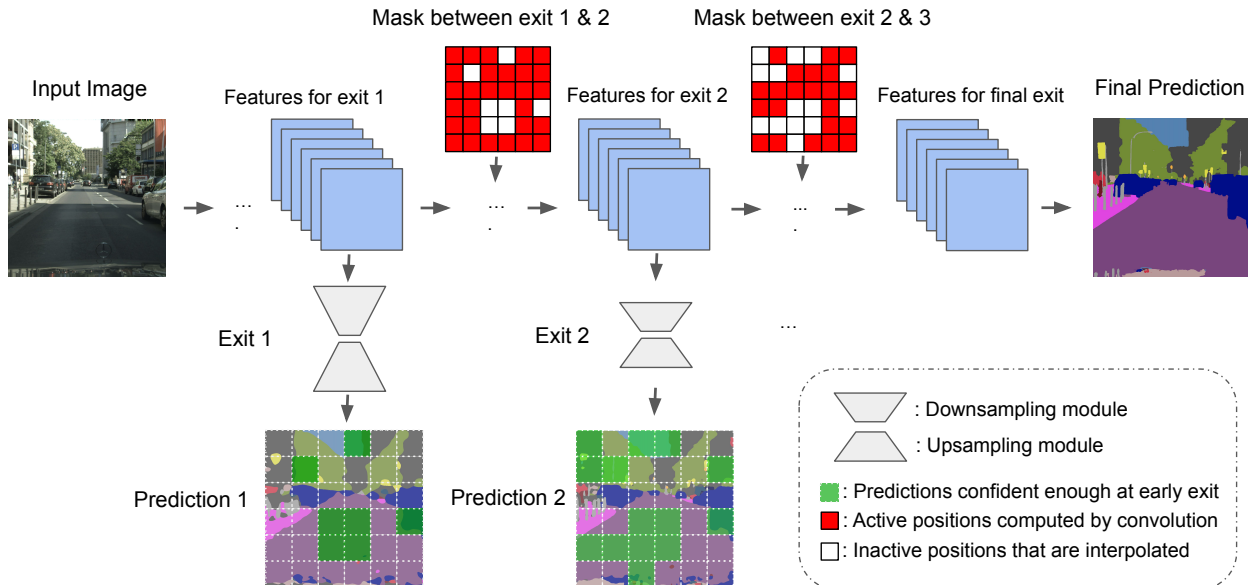 Mask between exit 1 & 2
Mask between exit 2 & 3
Input Image
Features for exit 1
Features for exit 2
Features for final exit
Final Prediction
...
.
...
.
...
.
Exit 1
Exit 2
...
Prediction 1
Prediction 2
: Downsampling module
: Upsampling module
: Predictions confident enough at early exit
: Active positions computed by convolution
: Inactive positions that are interpolated